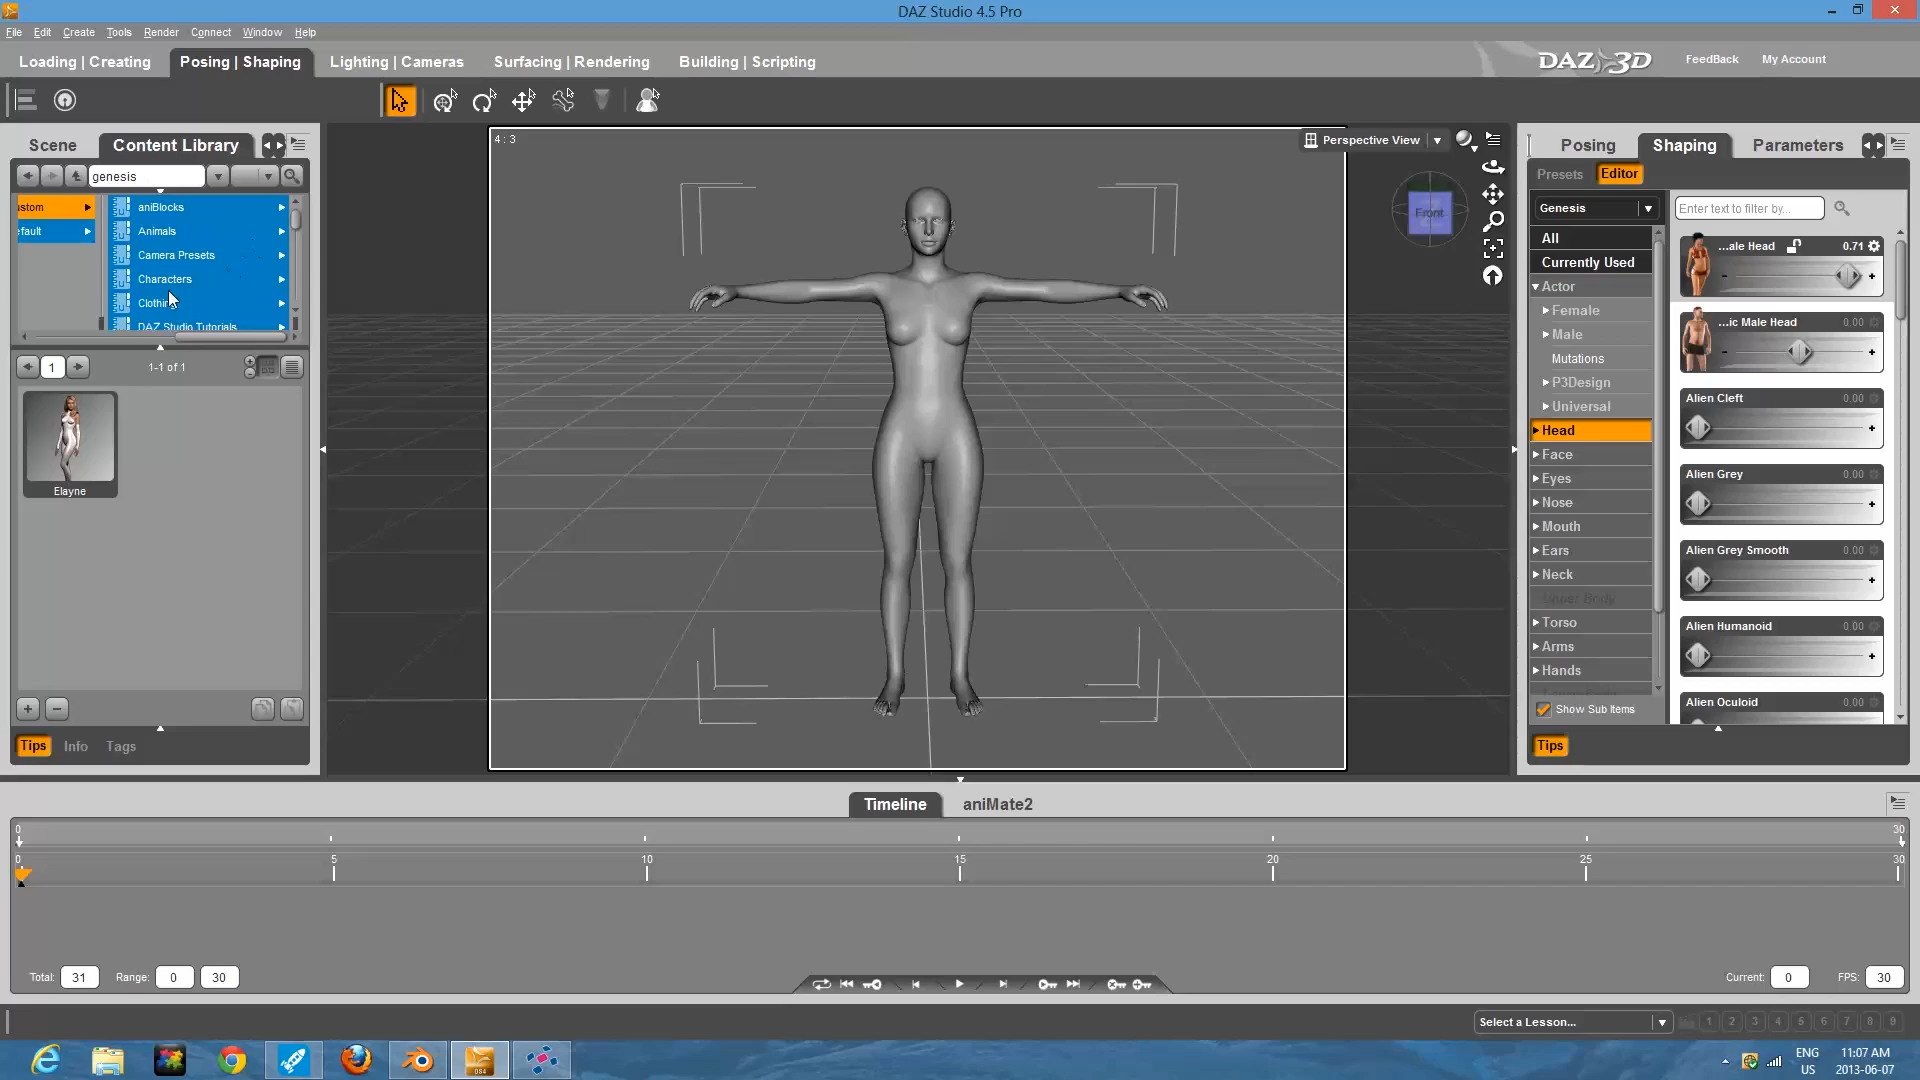 DAZ Studio 4.5 Pro
File Edit Create Tools Render Connect Window Help
Loading | Creating Posing | Shaping Lighting | Cameras Surfacing | Rendering Building | Scripting
DAZ 3D FeedBack My Account
Scene Content Library
genesis
stom
efault
aniBlocks
Animals
Camera Presets
Characters
Clothin
DAZ Studio Tutorials
1 1-1 of 1
Elayne
Tips Info Tags
4 : 3
Perspective View
Front
Posing Shaping Parameters
Presets Editor
Genesis
All
Currently Used
Actor
Female
Male
Mutations
P3Design
Universal
Head
Face
Eyes
Nose
Mouth
Ears
Neck
Upper Body
Torso
Arms
Hands
Show Sub Items
Enter text to filter by...
...ale Head 0.71
...ic Male Head 0.00
Alien Cleft 0.00
Alien Grey 0.00
Alien Grey Smooth 0.00
Alien Humanoid 0.00
Alien Oculoid 0.00
Tips
Timeline aniMate2
0 30
0 5 10 15 20 25 30
Total: 31 Range: 0 30 Current: 0 FPS: 30
Select a Lesson... 1 2 3 4 5 6 7 8 9
DS4
ENG
US
11:07 AM
2013-06-07